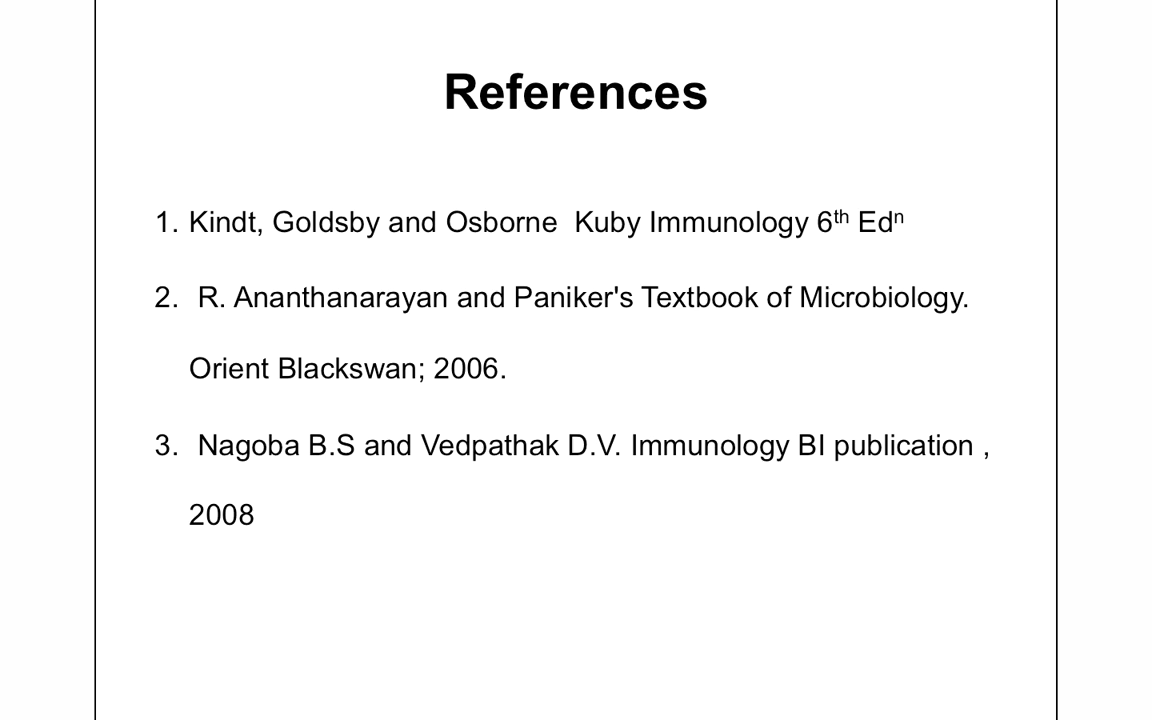 References
1. Kindt, Goldsby and Osborne  Kuby Immunology 6th Edn
2.  R. Ananthanarayan and Paniker's Textbook of Microbiology.
Orient Blackswan; 2006.
3.  Nagoba B.S and Vedpathak D.V. Immunology BI publication ,
2008